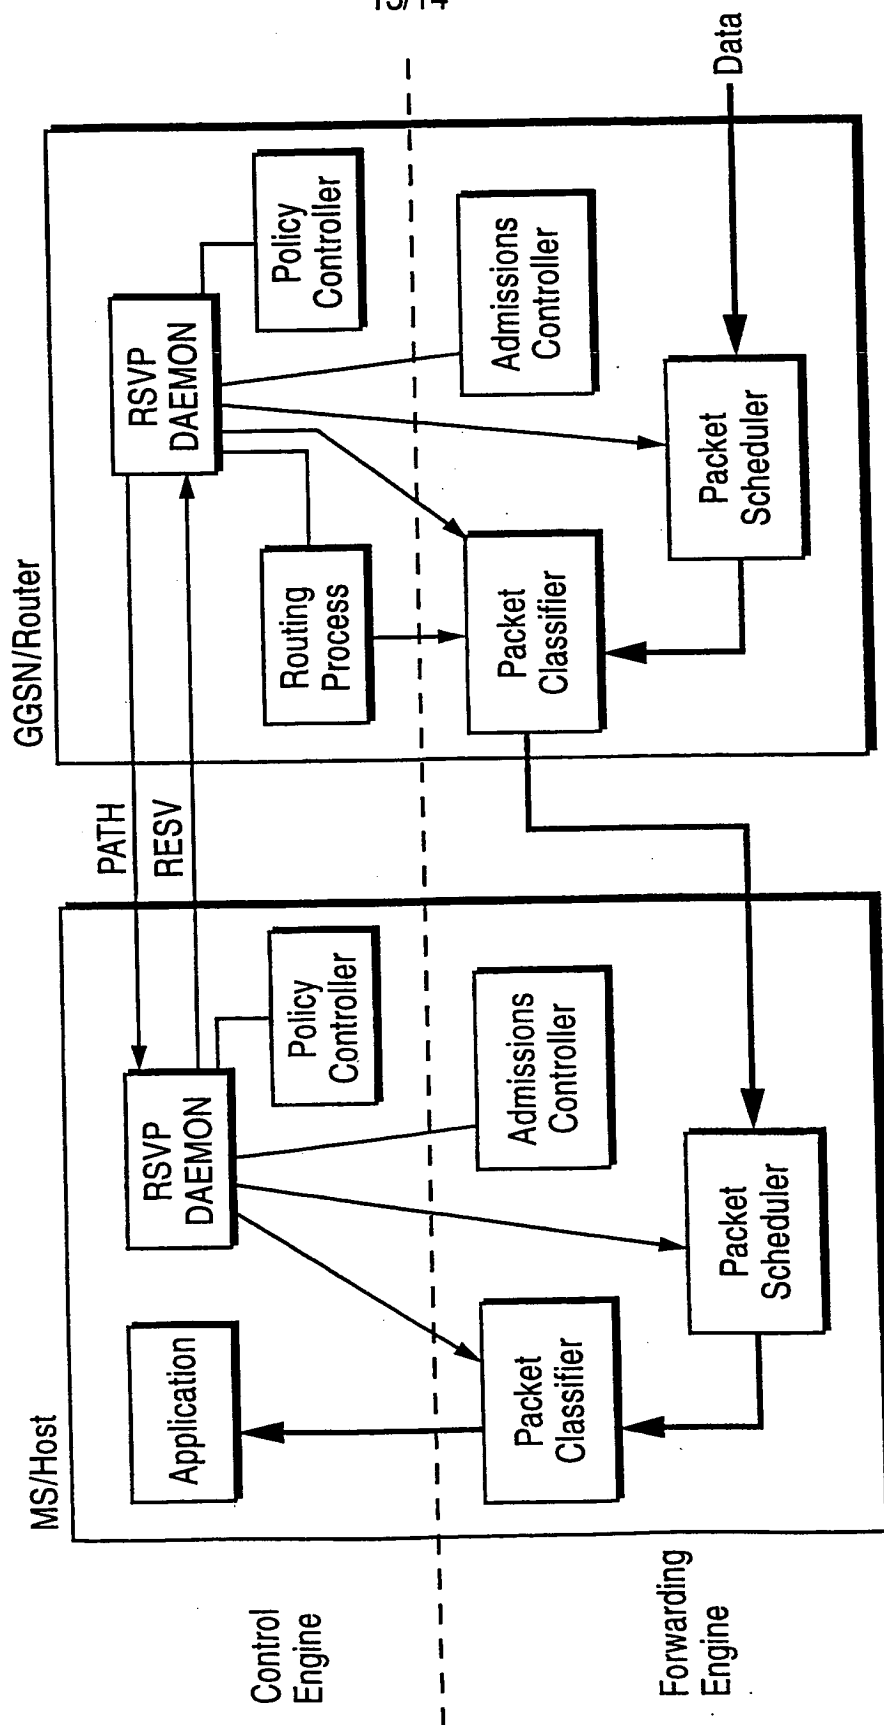 MS/Host
GGSN/Router
PATH
RESV
Control
Engine
Forwarding
Engine
Application
RSVP
DAEMON
Policy
Controller
Packet
Classifier
Admissions
Controller
Packet
Scheduler
Routing
Process
RSVP
DAEMON
Policy
Controller
Packet
Classifier
Admissions
Controller
Packet
Scheduler
Data